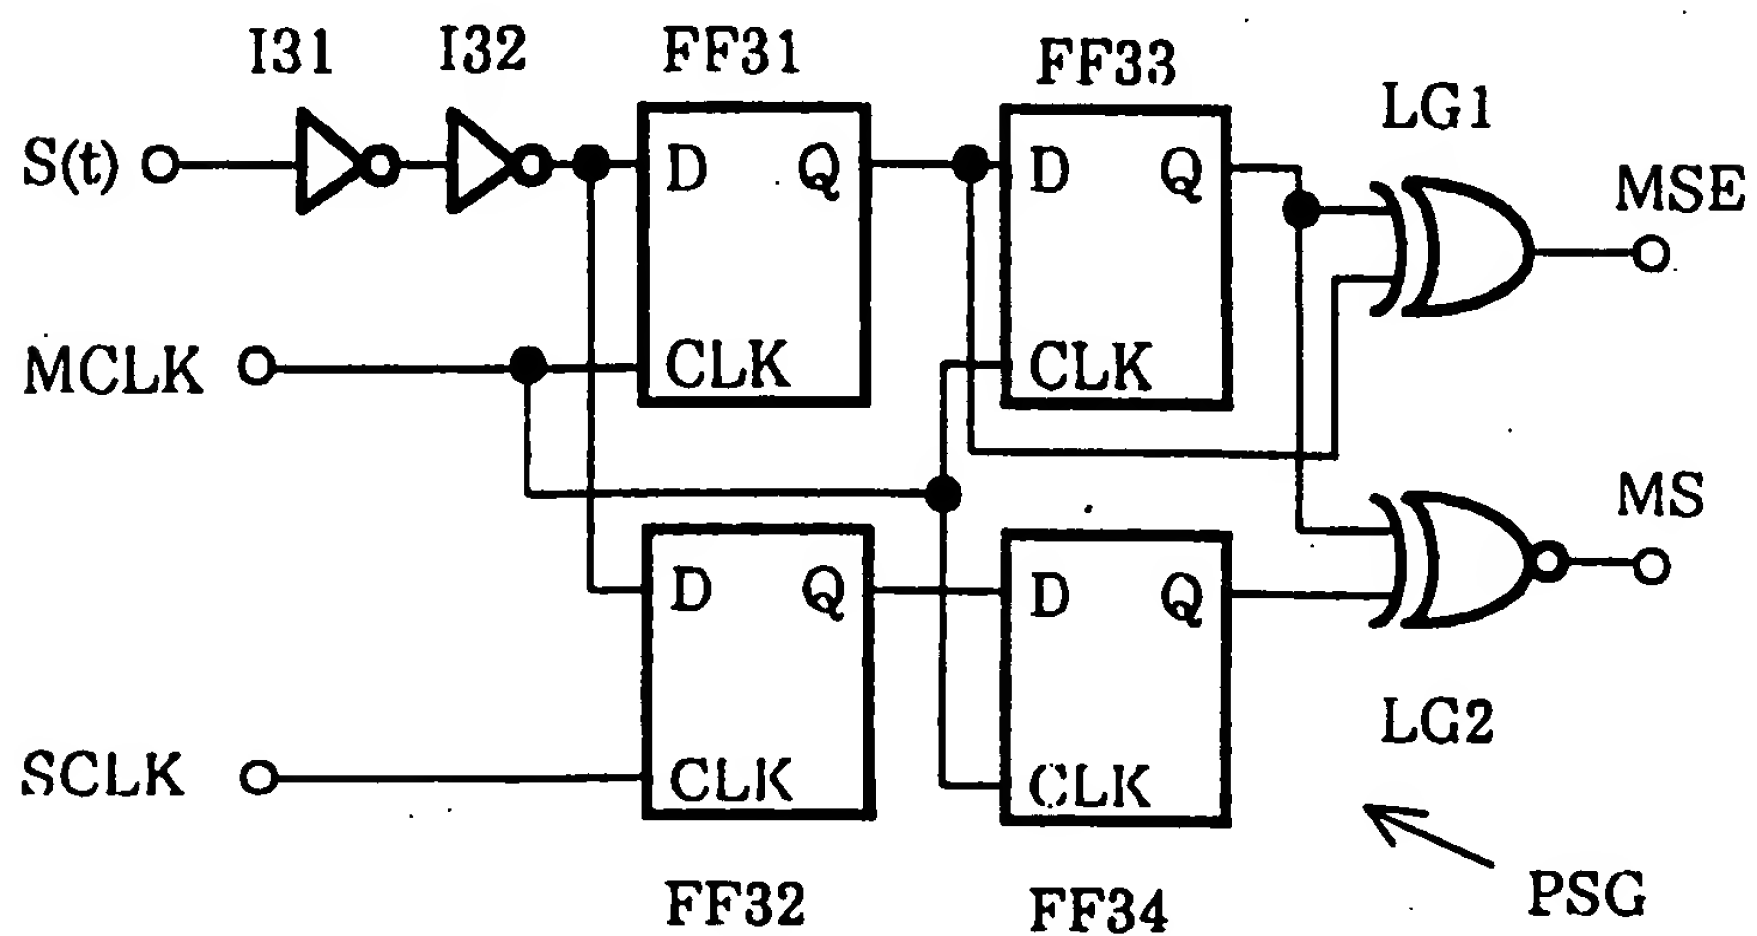 I31 I32 FF31 FF33
LG1
S(t) D Q D Q MSE
MCLK CLK CLK
MS
D Q D Q
LG2
SCLK CLK CLK
FF32 FF34 PSG